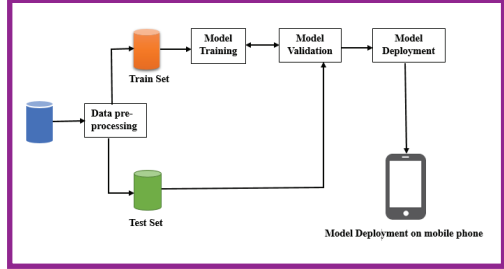 Model
Training
Model
Validation
Model
Deployment
Train Set
Data pre-
processing
Test Set
Model Deployment on mobile phone